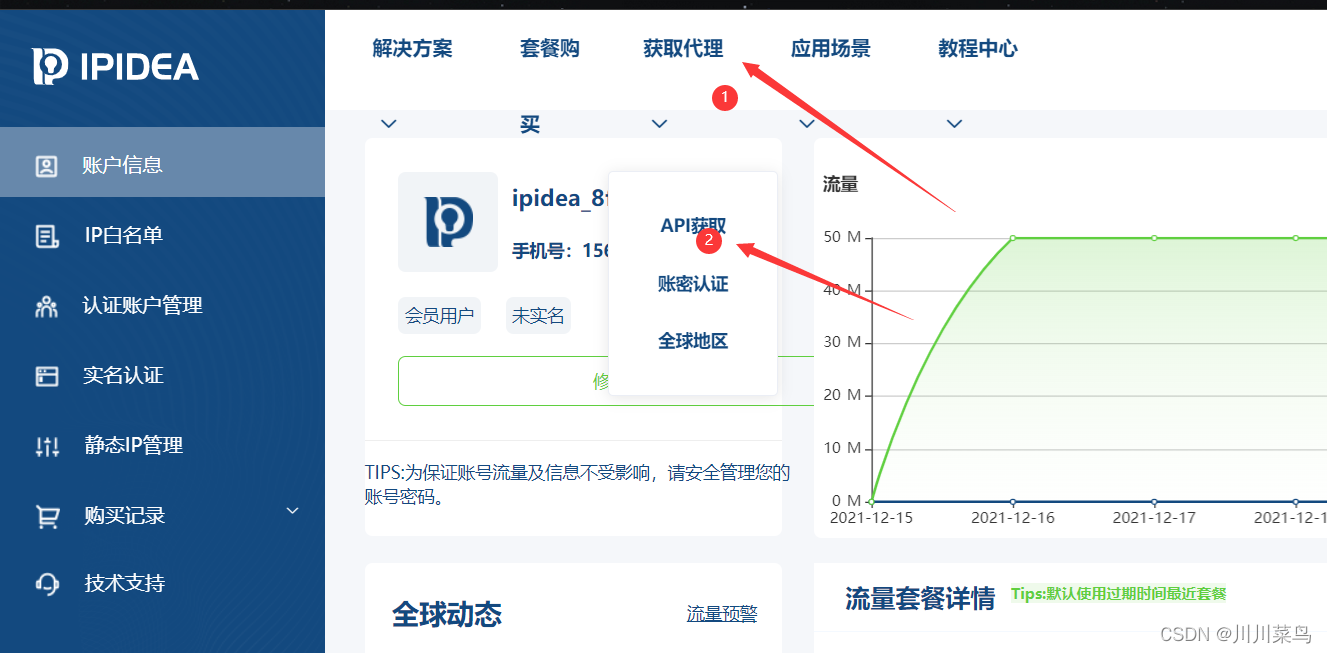 IPIDEA
解决方案
套餐购
买
获取代理
应用场景
教程中心
1
账户信息
IP白名单
认证账户管理
实名认证
静态IP管理
购买记录
技术支持
ipidea_8
手机号：156
会员用户
未实名
API获取
2
账密认证
全球地区
TIPS:为保证账号流量及信息不受影响，请安全管理您的
账号密码。
流量
50 M
40 M
30 M
20 M
10 M
0 M
2021-12-15
2021-12-16
2021-12-17
2021-12-1
全球动态
流量预警
流量套餐详情
Tips:默认使用过期时间最近套餐
CSDN @川川菜鸟